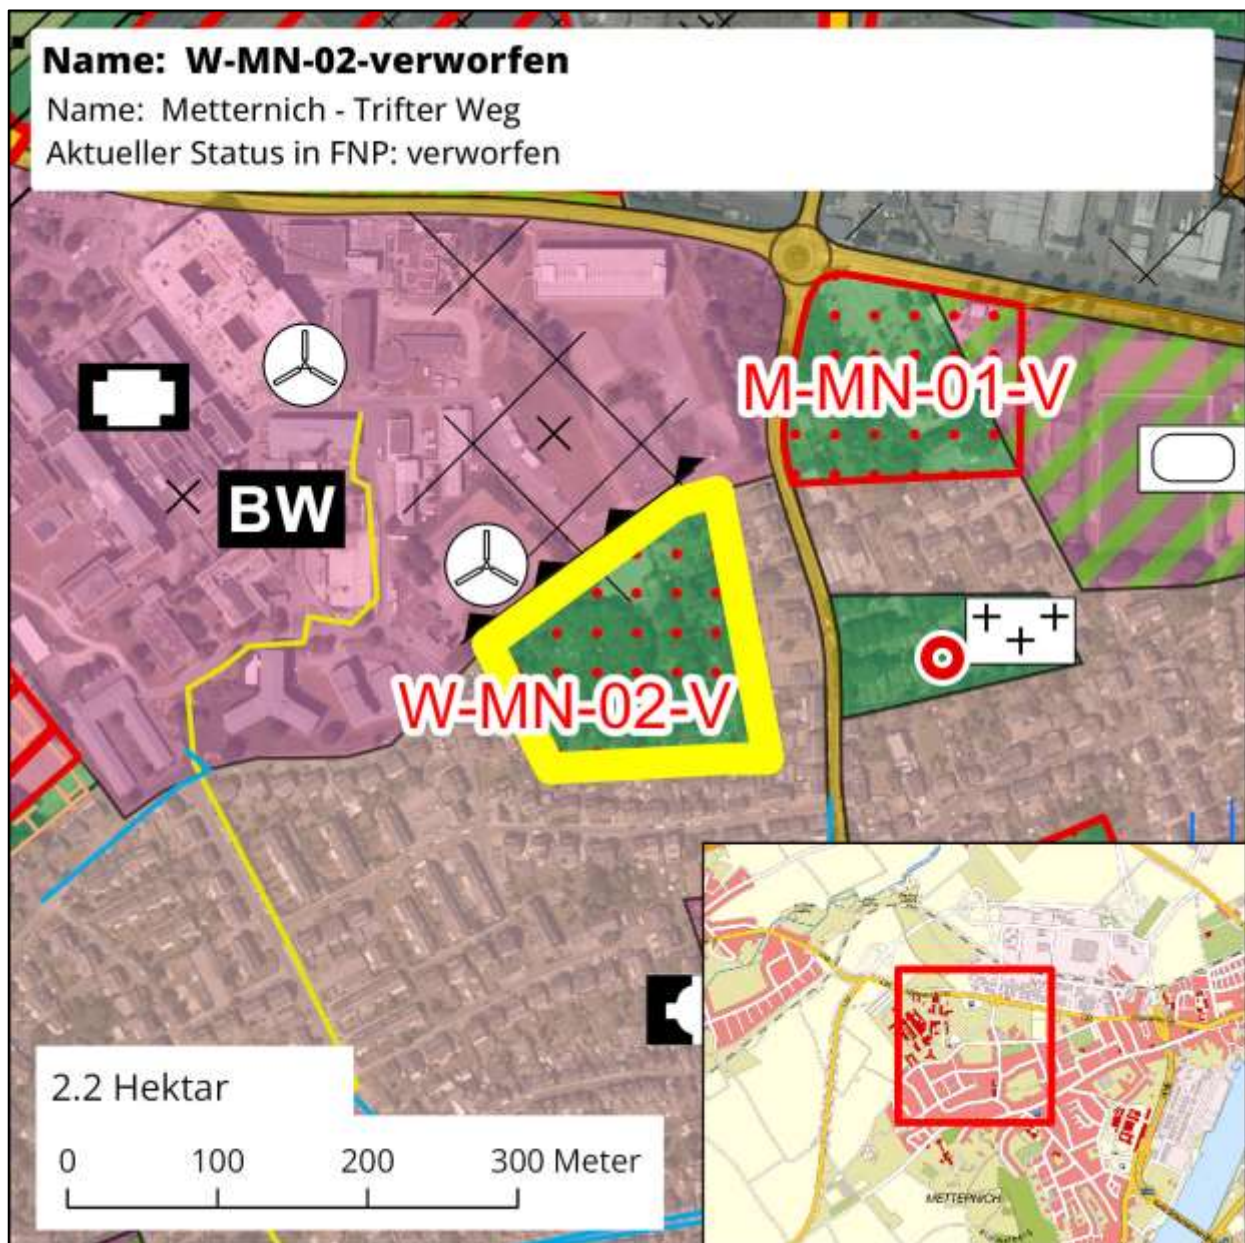 Name: W-MN-02-verworfen
Name: Metternich - Trifter Weg
Aktueller Status in FNP: verworfen
M-MN-01-V
BW
W-MN-02-V
2.2 Hektar
0 100 200 300 Meter
METTERNICH